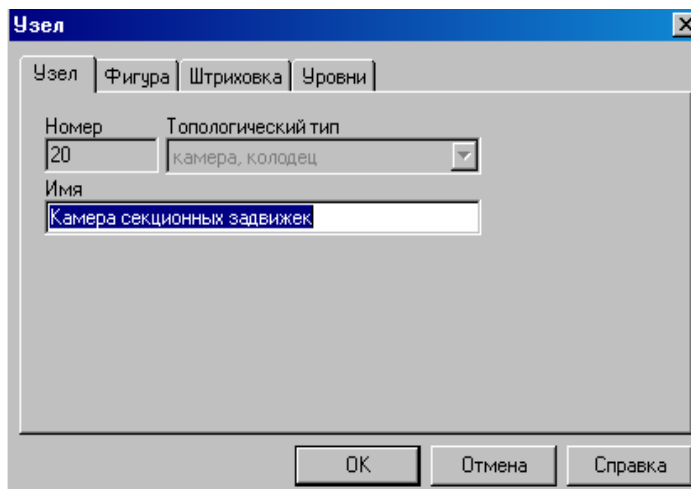 Узел
Узел Фигура Штриховка Уровни
Номер Топологический тип
20 камера, колодец
Имя
Камера секционных задвижек
OK Отмена Справка